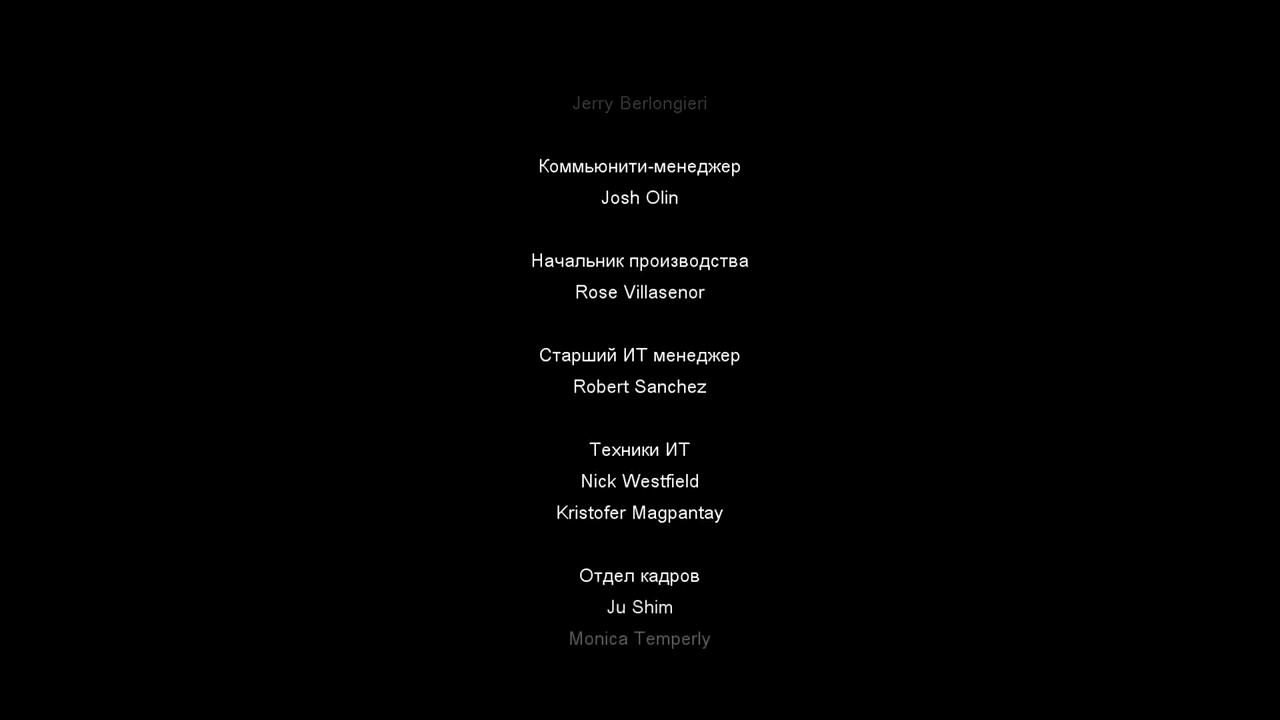 Jerry Berlongieri
Коммьюнити-менеджер
Josh Olin
Начальник производства
Rose Villasenor
Старший ИТ менеджер
Robert Sanchez
Техники ИТ
Nick Westfield
Kristofer Magpantay
Отдел кадров
Ju Shim
Monica Temperly